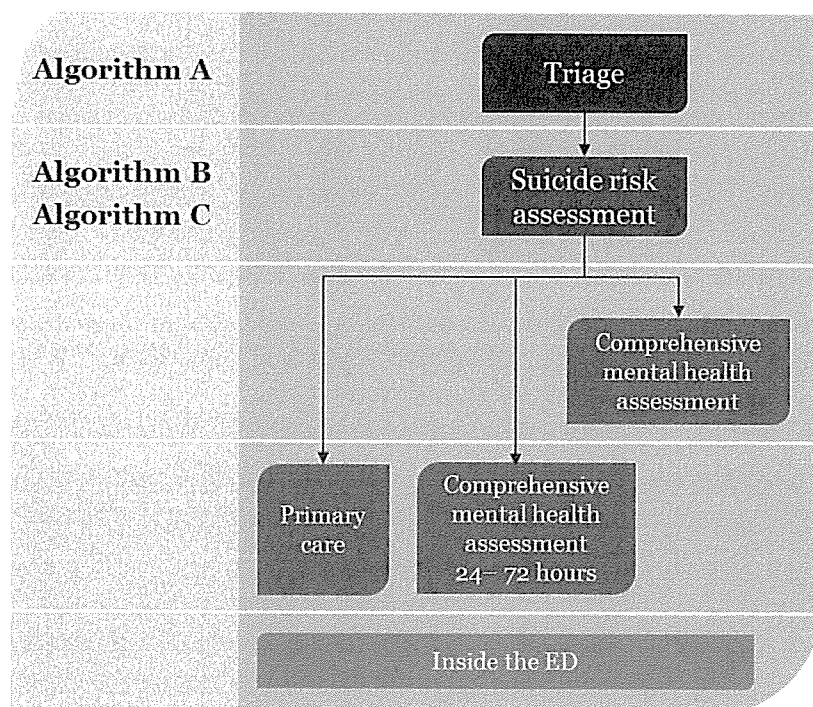 Algorithm A
Triage
Algorithm B
Algorithm C
Suicide risk
assessment
Comprehensive
mental health
assessment
Primary
care
Comprehensive
mental health
assessment
24– 72 hours
Inside the ED